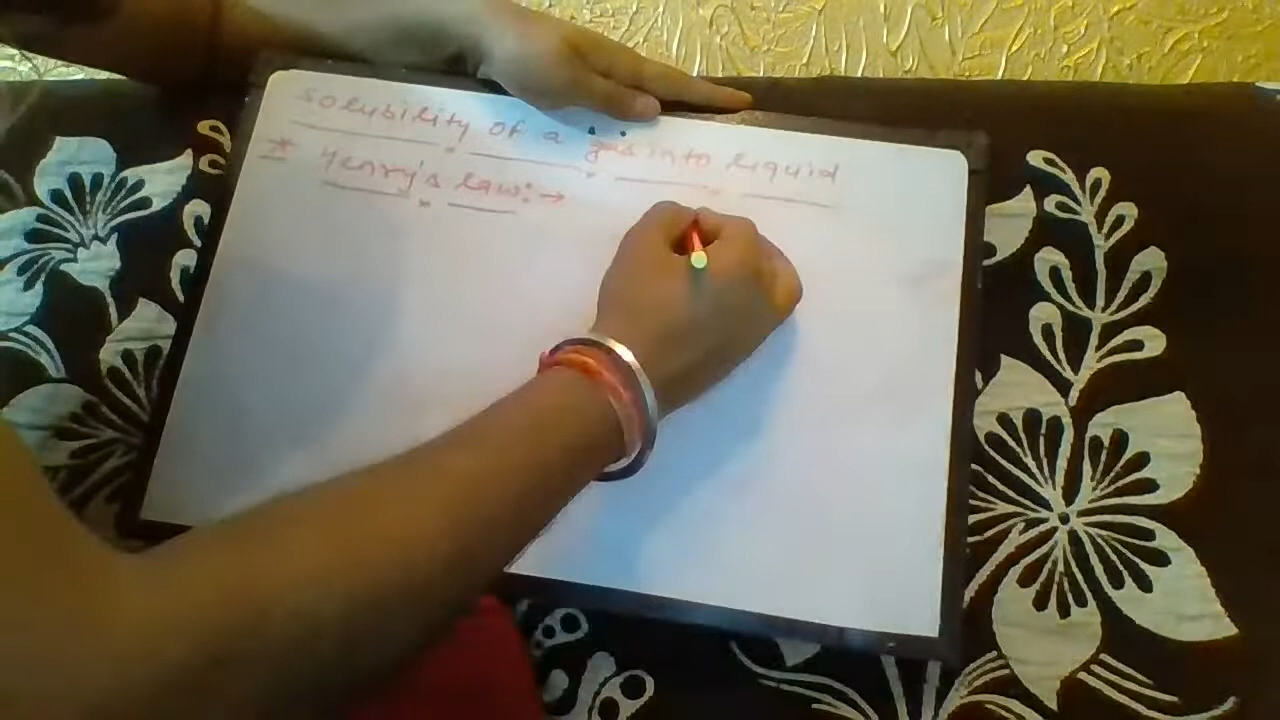 Solubility of a gas into liquid
* Henry's law:→